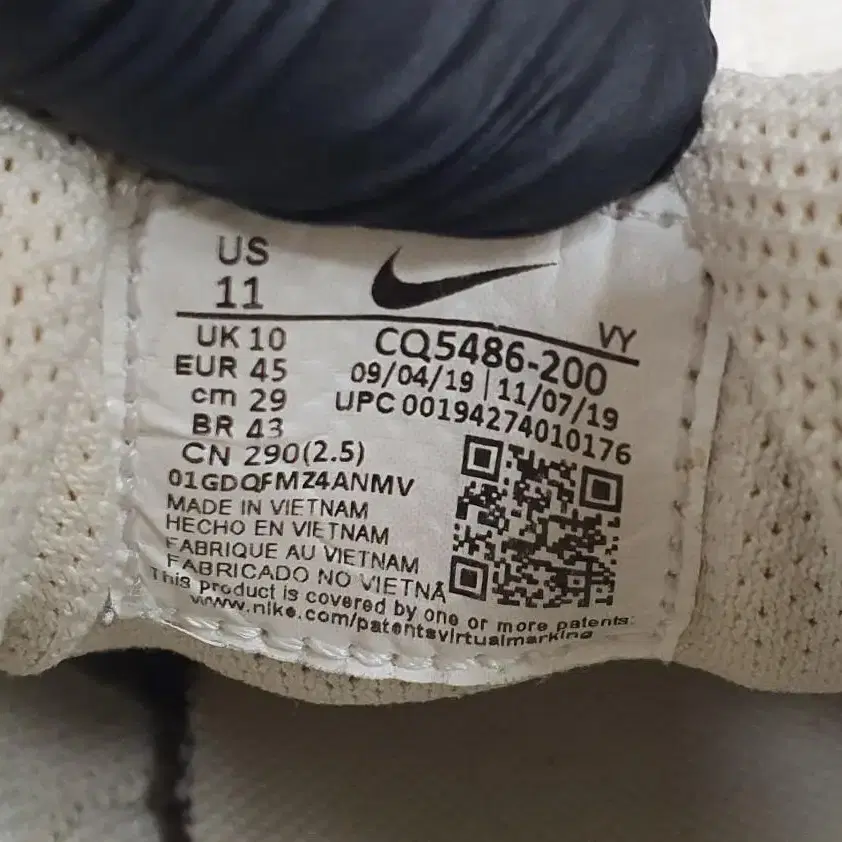 US
11
VY
UK 10
EUR 45
cm 29
BR 43
CN 290(2.5)
CQ5486-200
09/04/19 | 11/07/19
UPC 00194274010176
01GDQFMZ4ANMV
MADE IN VIETNAM
HECHO EN VIETNAM
FABRIQUE AU VIETNAM
FABRICADO NO VIETNÃ
This product is covered by one or more patents:
www.nike.com/patentsvirtualmarking